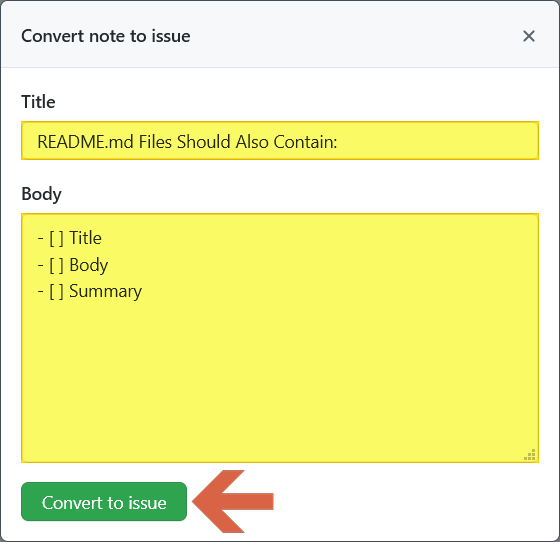 Convert note to issue
Title
README.md Files Should Also Contain:
Body
- [ ] Title
- [ ] Body
- [ ] Summary
Convert to issue